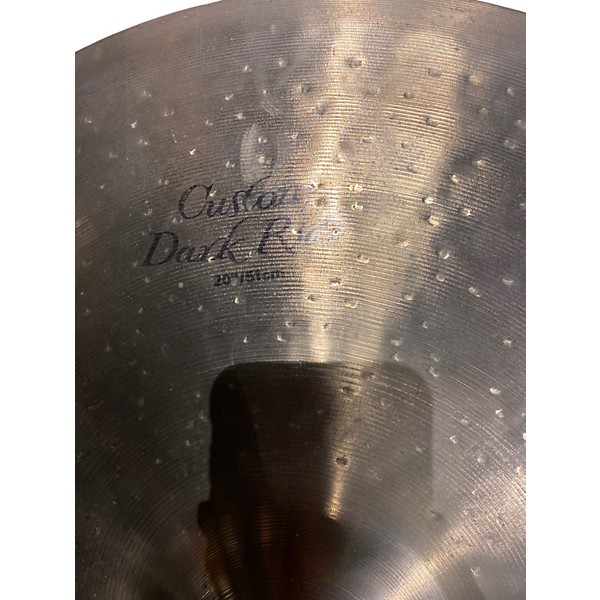 Custom
Dark Ride
20"/51cm.